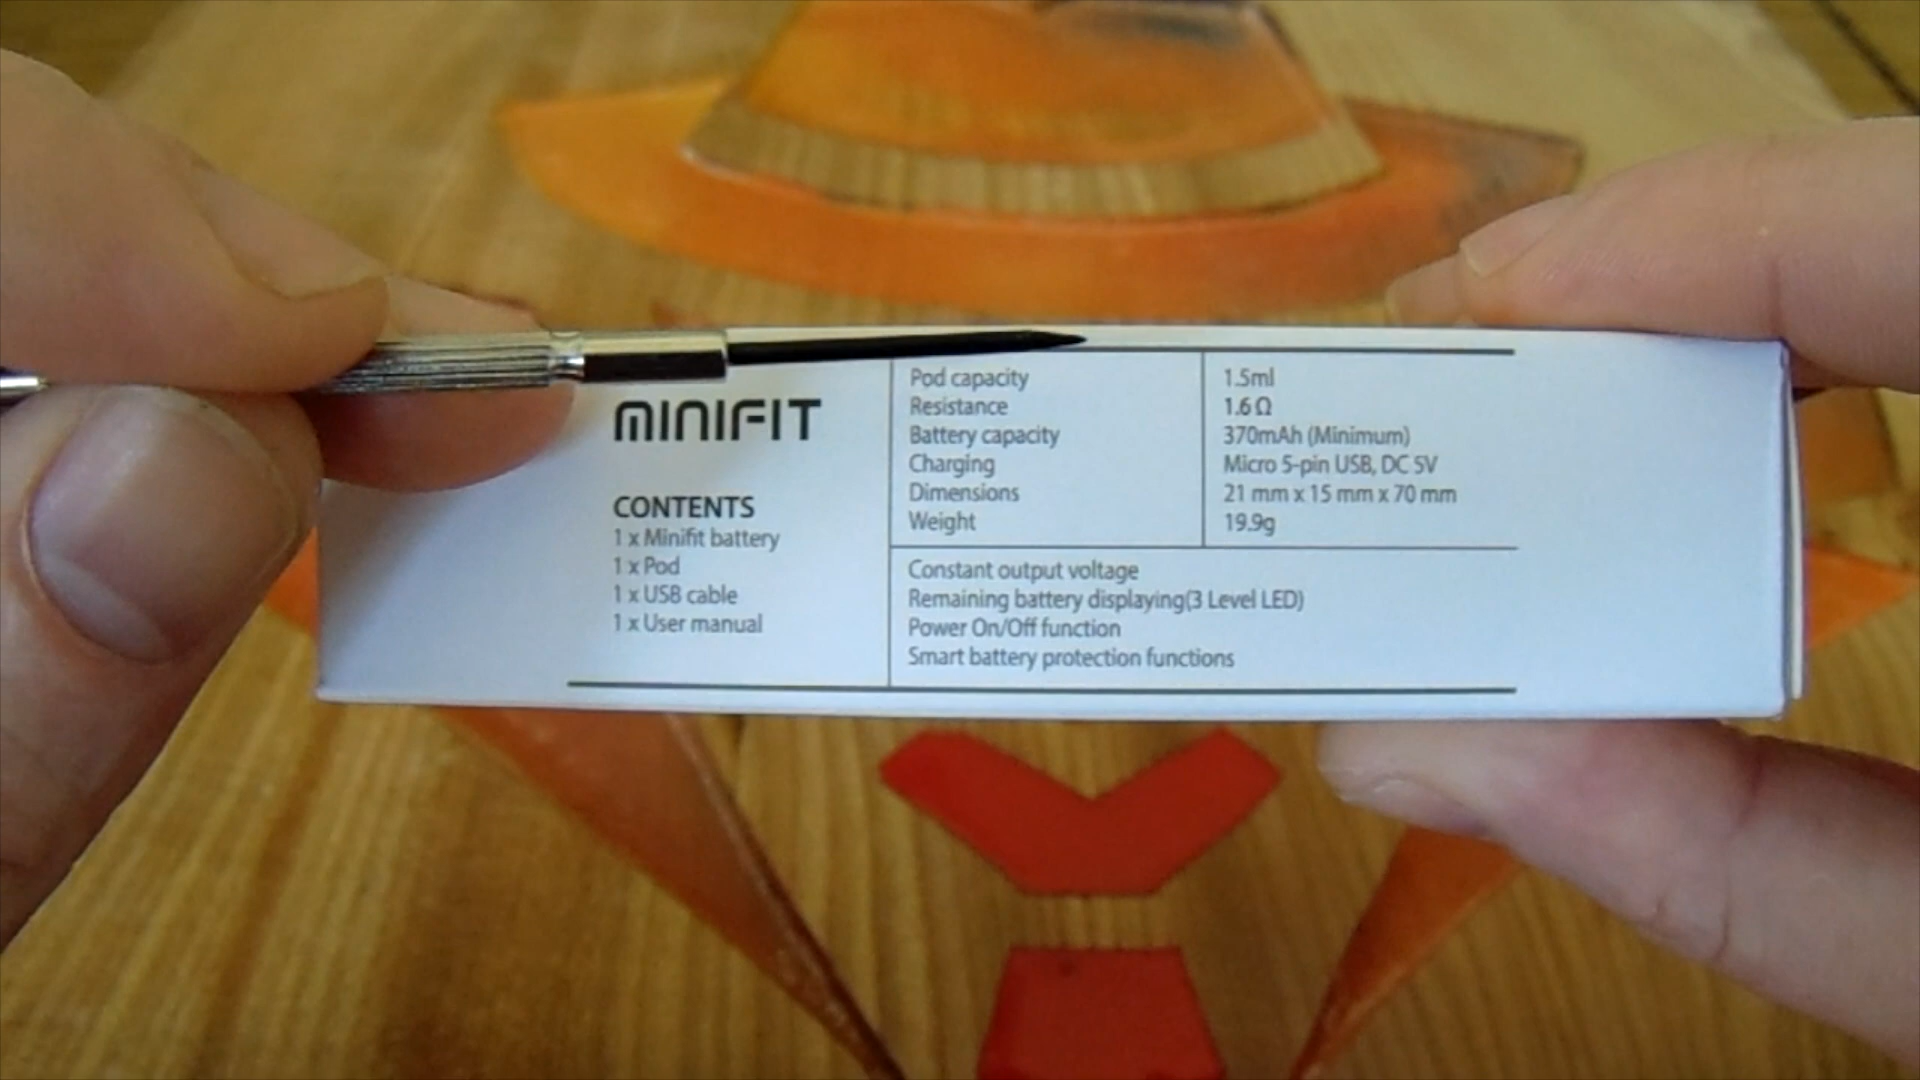 MINIFIT
CONTENTS
1 x Minifit battery
1 x Pod
1 x USB cable
1 x User manual
Pod capacity 1.5ml
Resistance 1.6 Ω
Battery capacity 370mAh (Minimum)
Charging Micro 5-pin USB, DC 5V
Dimensions 21 mm x 15 mm x 70 mm
Weight 19.9g
Constant output voltage
Remaining battery displaying(3 Level LED)
Power On/Off function
Smart battery protection functions